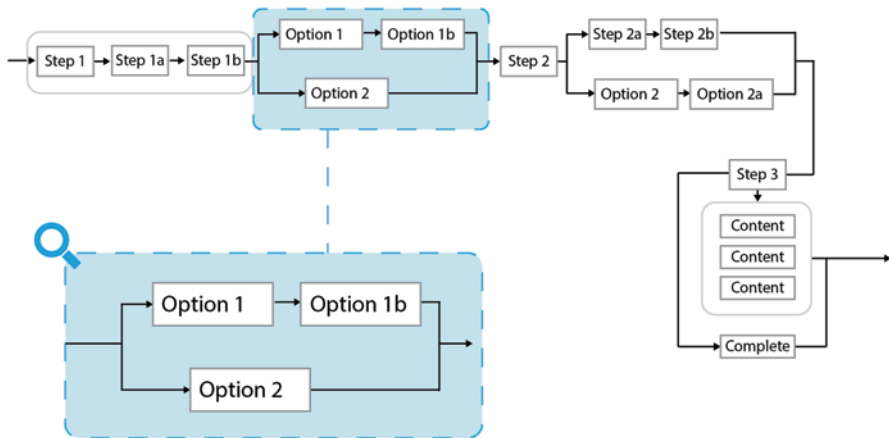 Step 1
Step 1a
Step 1b
Option 1
Option 1b
Option 2
Step 2
Step 2a
Step 2b
Option 2
Option 2a
Step 3
Content
Content
Content
Complete
Option 1
Option 1b
Option 2